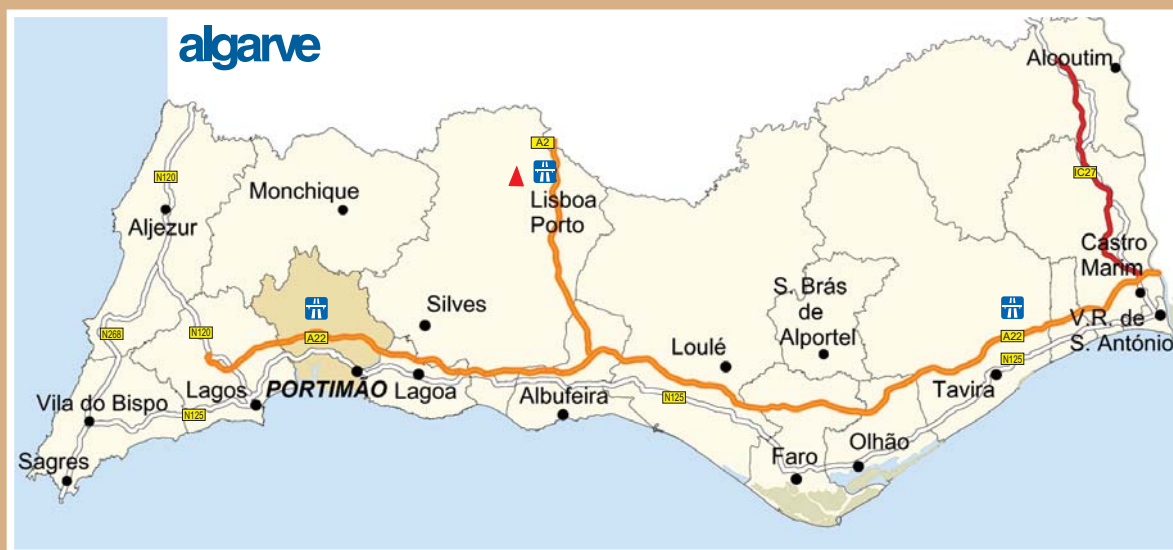 algarve
Alcoutim
A2
N120
IC27
Monchique
Lisboa
Porto
Aljezur
Castro
Marim
S. Brás
de
Alportel
Silves
A22
N268
N120
A22
V.R. de
S. António
Loulé
N125
Tavira
Lagos
PORTIMÃO
Lagoa
Albufeira
N125
Vila do Bispo
N125
Olhão
Faro
Sagres